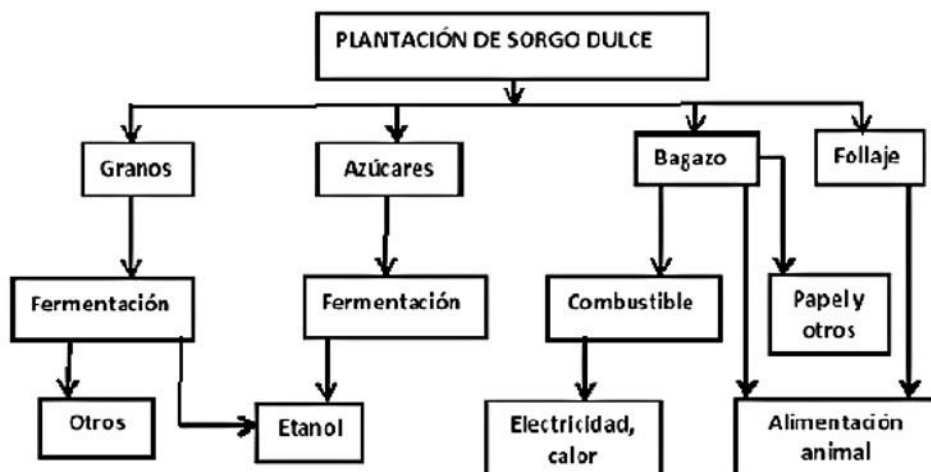 PLANTACIÓN DE SORGO DULCE
Granos
Azúcares
Bagazo
Follaje
Fermentación
Fermentación
Combustible
Papel y
otros
Otros
Etanol
Electricidad,
calor
Alimentación
animal